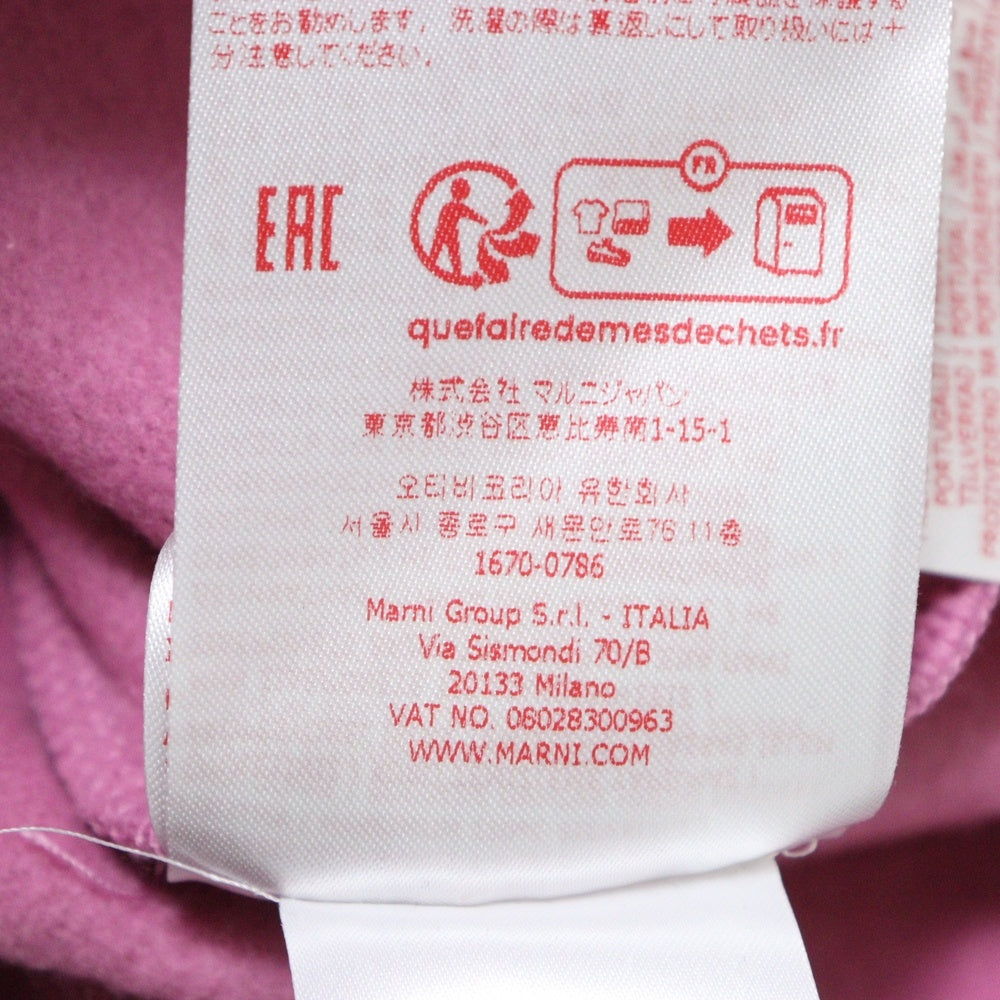 ことをお勧めします。洗濯の際は裏返しにして取り扱いには十
分注意してください。
EAC
FR
quefairedemesdechets.fr
株式会社 マルニジャパン
東京都渋谷区恵比寿南1-15-1
오티비코리아 유한회사
서울시 종로구 새문안로76 11층
1670-0786
Marni Group S.r.l. - ITALIA
Via Sismondi 70/B
20133 Milano
VAT NO. 06028300963
WWW.MARNI.COM